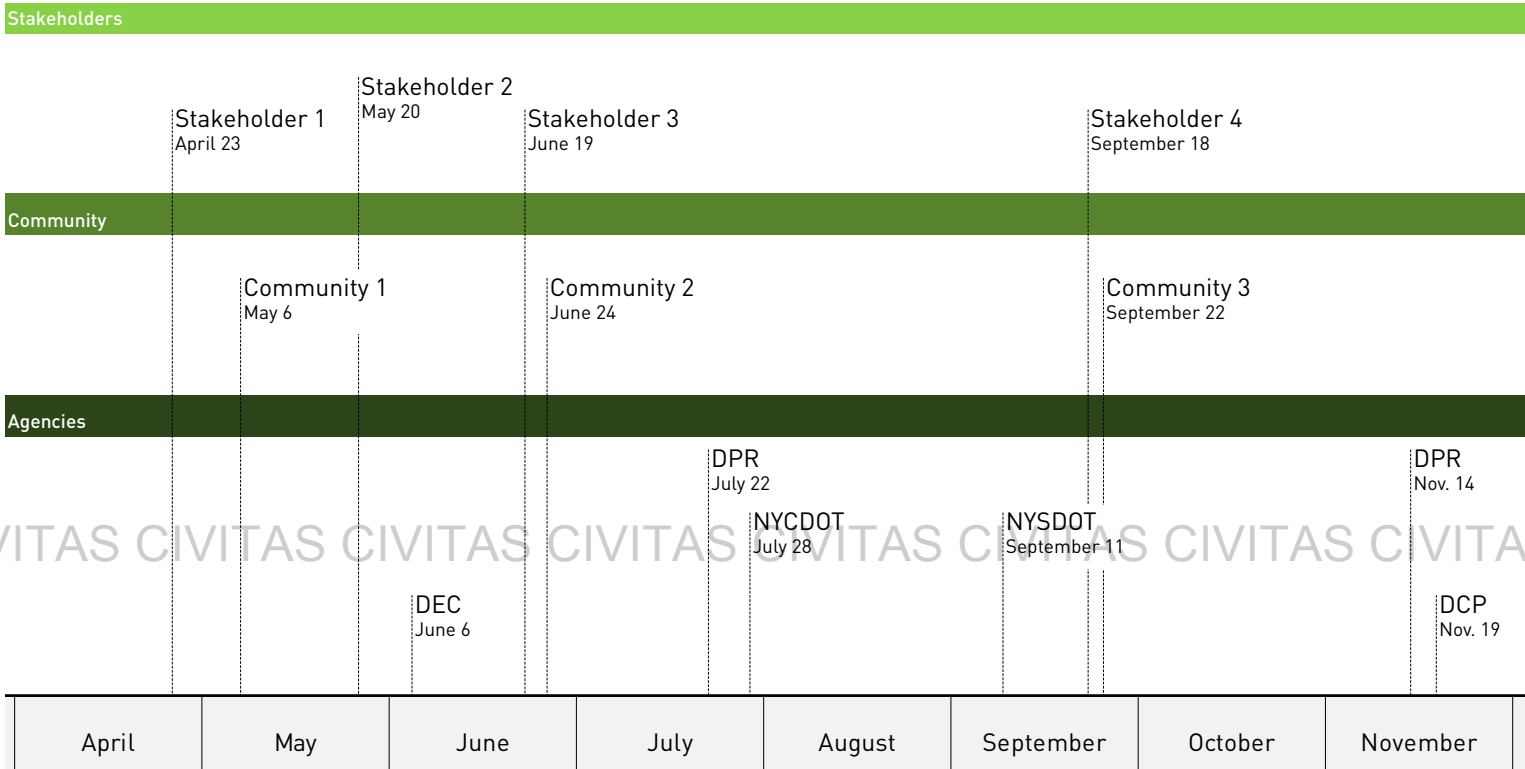 Stakeholders
Stakeholder 2
May 20
Stakeholder 1
April 23
Stakeholder 3
June 19
Stakeholder 4
September 18
Community
Community 1
May 6
Community 2
June 24
Community 3
September 22
Agencies
DPR
July 22
DPR
Nov. 14
NYCDOT
July 28
NYSDOT
September 11
VITAS CIVITAS CIVITAS CIVITAS CIVITAS CIVITAS CIVITA
DEC
June 6
DCP
Nov. 19
April May June July August September October November